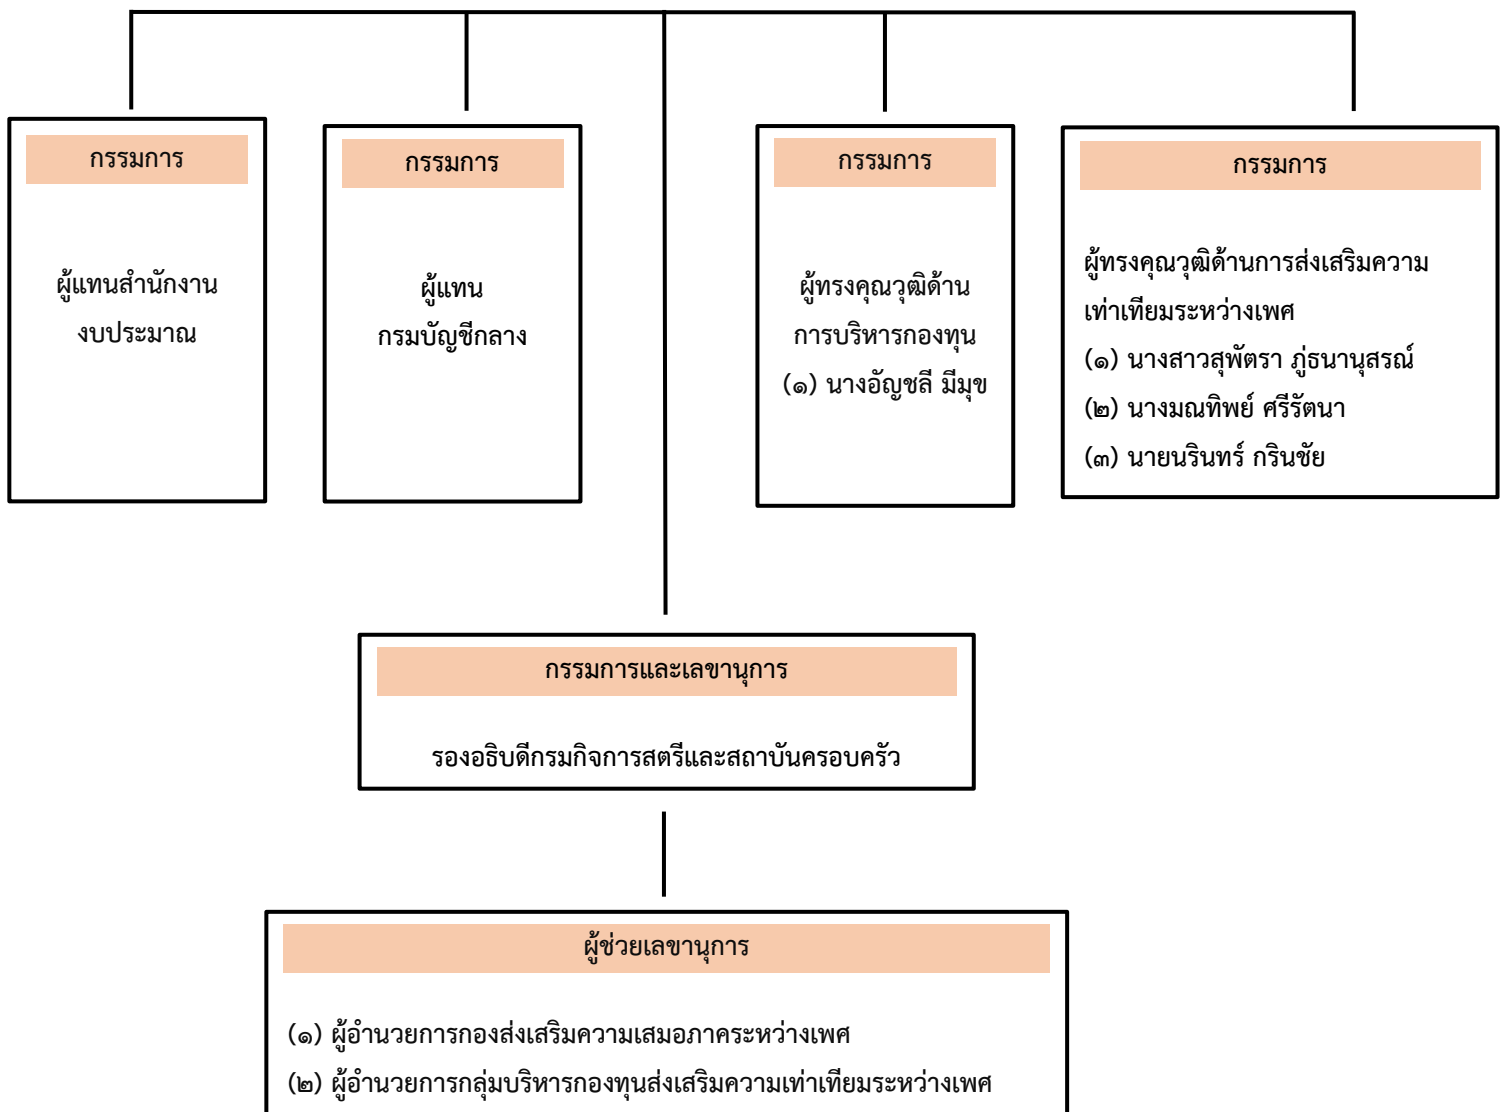 กรรมการ
ผู้แทนสำนักงาน
งบประมาณ
กรรมการ
ผู้แทน
กรมบัญชีกลาง
กรรมการ
ผู้ทรงคุณวุฒิด้าน
การบริหารกองทุน
(๑) นางอัญชลี มีมุข
กรรมการ
ผู้ทรงคุณวุฒิด้านการส่งเสริมความ
เท่าเทียมระหว่างเพศ
(๑) นางสาวสุพัตรา ภู่ธนานุสรณ์
(๒) นางมณทิพย์ ศรีรัตนา
(๓) นายนรินทร์ กรินชัย
กรรมการและเลขานุการ
รองอธิบดีกรมกิจการสตรีและสถาบันครอบครัว
ผู้ช่วยเลขานุการ
(๑) ผู้อำนวยการกองส่งเสริมความเสมอภาคระหว่างเพศ
(๒) ผู้อำนวยการกลุ่มบริหารกองทุนส่งเสริมความเท่าเทียมระหว่างเพศ